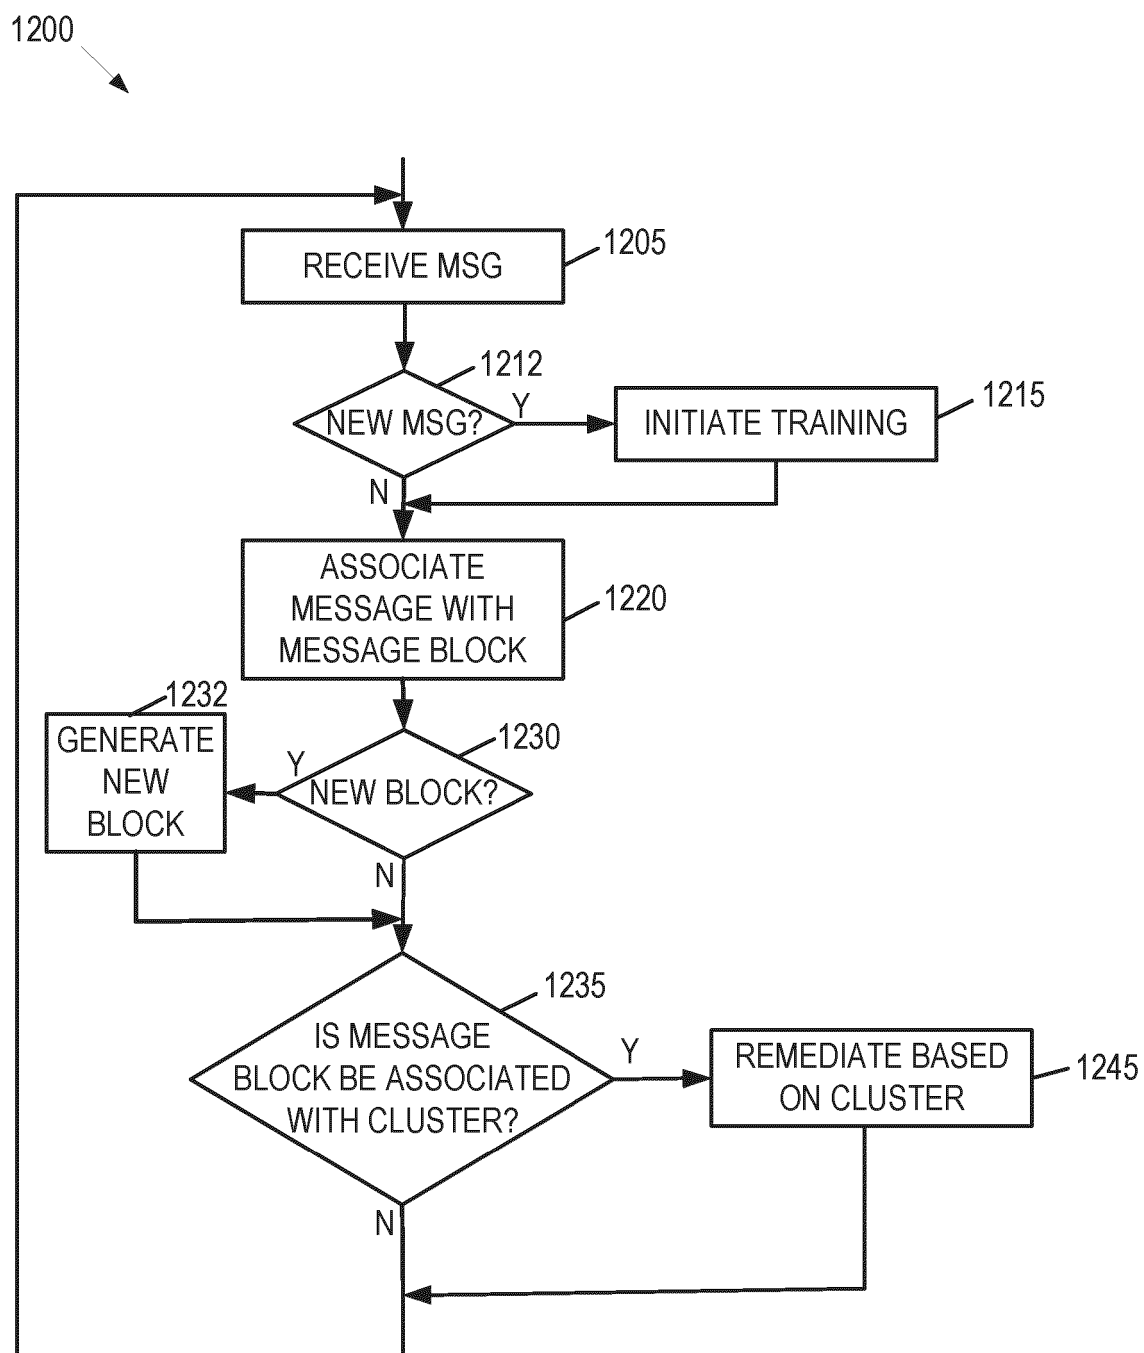 1200
RECEIVE MSG
1205
1212
NEW MSG?
Y
INITIATE TRAINING
1215
N
ASSOCIATE
MESSAGE WITH
MESSAGE BLOCK
1220
1232
GENERATE
NEW
BLOCK
Y
1230
NEW BLOCK?
N
1235
IS MESSAGE
BLOCK BE ASSOCIATED
WITH CLUSTER?
Y
REMEDIATE BASED
ON CLUSTER
1245
N